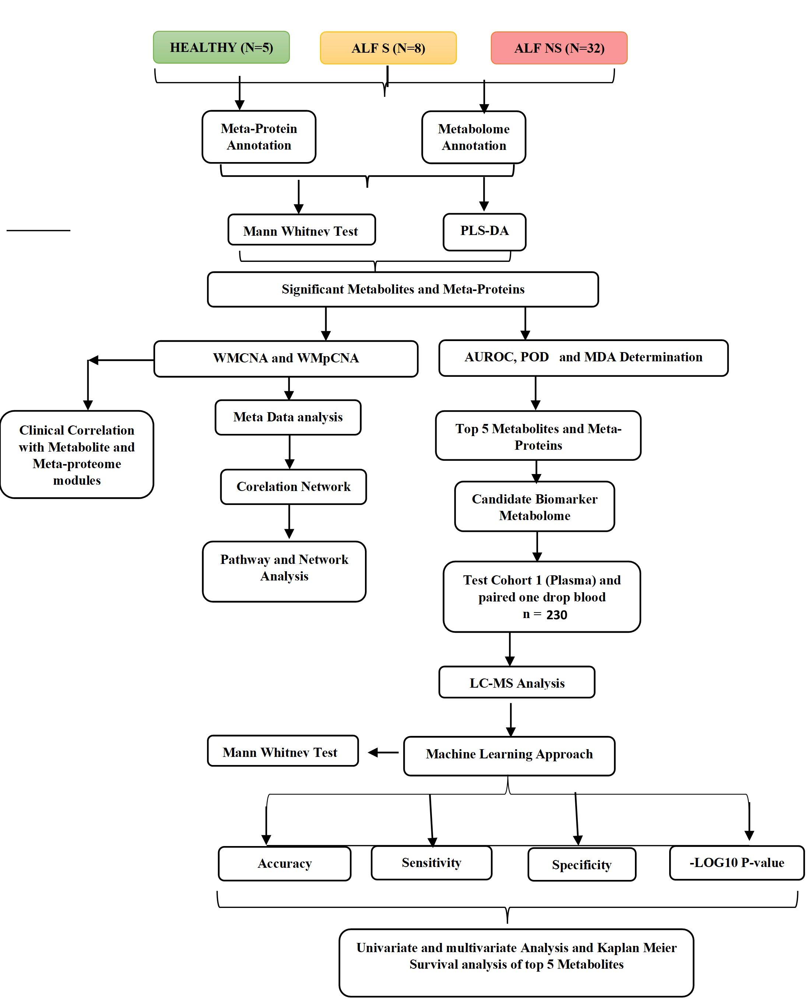 HEALTHY (N=5)
ALF S (N=8)
ALF NS (N=32)
Meta-Protein
Annotation
Metabolome
Annotation
Mann Whitney Test
PLS-DA
Significant Metabolites and Meta-Proteins
WMCNA and WMpCNA
AUROC, POD and MDA Determination
Clinical Correlation
with Metabolite and
Meta-proteome
modules
Meta Data analysis
Corelation Network
Pathway and Network
Analysis
Top 5 Metabolites and Meta-
Proteins
Candidate Biomarker
Metabolome
Test Cohort 1 (Plasma) and
paired one drop blood
n = 230
LC-MS Analysis
Mann Whitney Test
Machine Learning Approach
Accuracy
Sensitivity
Specificity
-LOG10 P-value
Univariate and multivariate Analysis and Kaplan Meier
Survival analysis of top 5 Metabolites